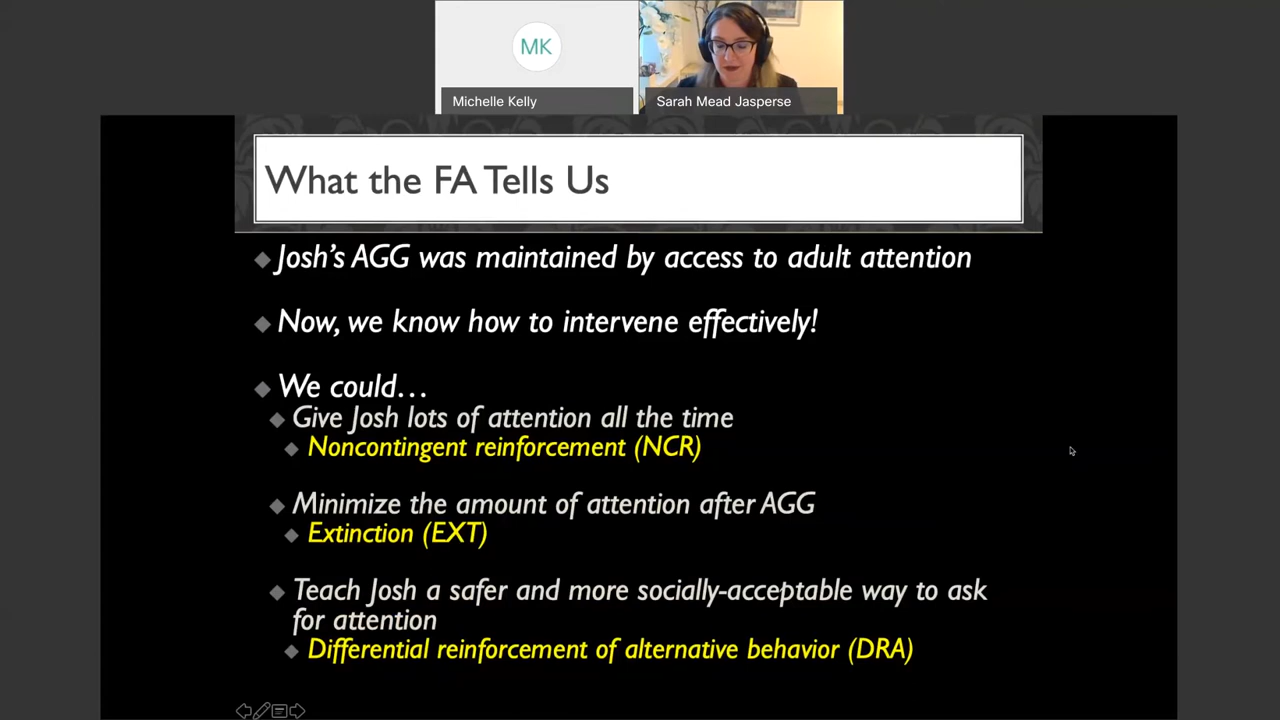 MK
Michelle Kelly
Sarah Mead Jasperse
What the FA Tells Us
Josh's AGG was maintained by access to adult attention
Now, we know how to intervene effectively!
We could…
Give Josh lots of attention all the time
Noncontingent reinforcement (NCR)
Minimize the amount of attention after AGG
Extinction (EXT)
Teach Josh a safer and more socially-acceptable way to ask
for attention
Differential reinforcement of alternative behavior (DRA)